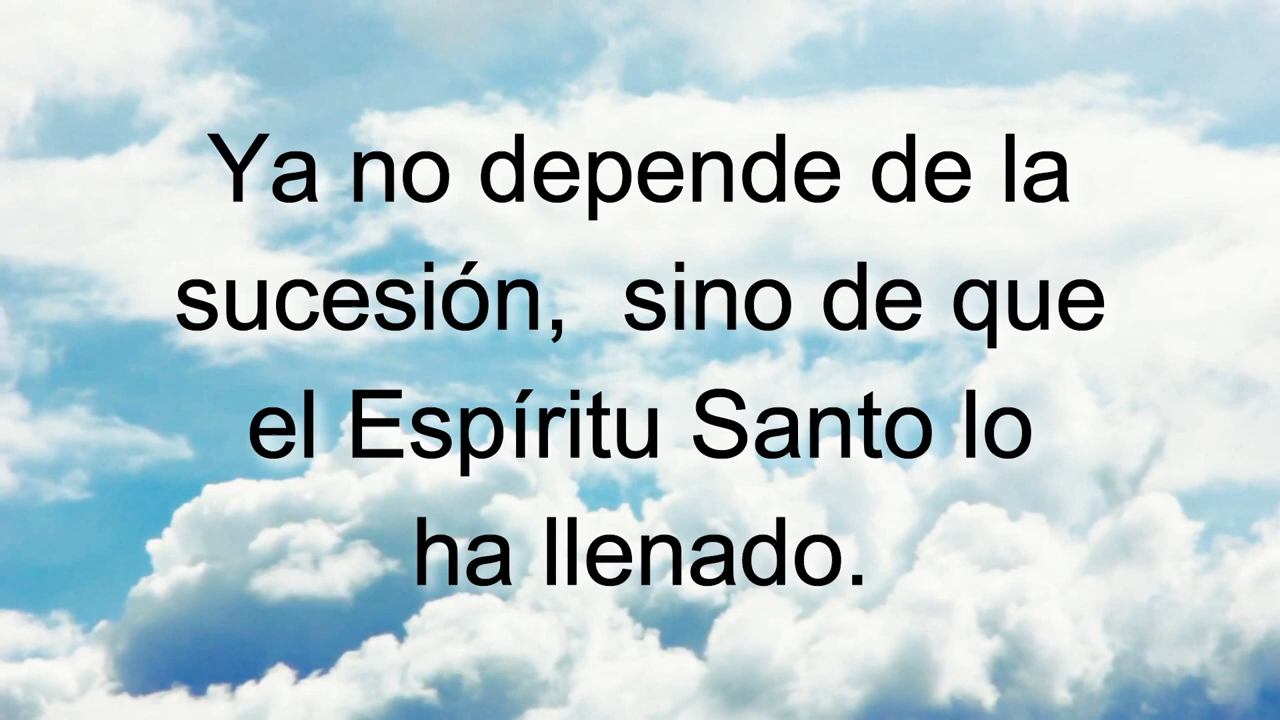 Ya no depende de la
sucesión,  sino de que
el Espíritu Santo lo
ha llenado.